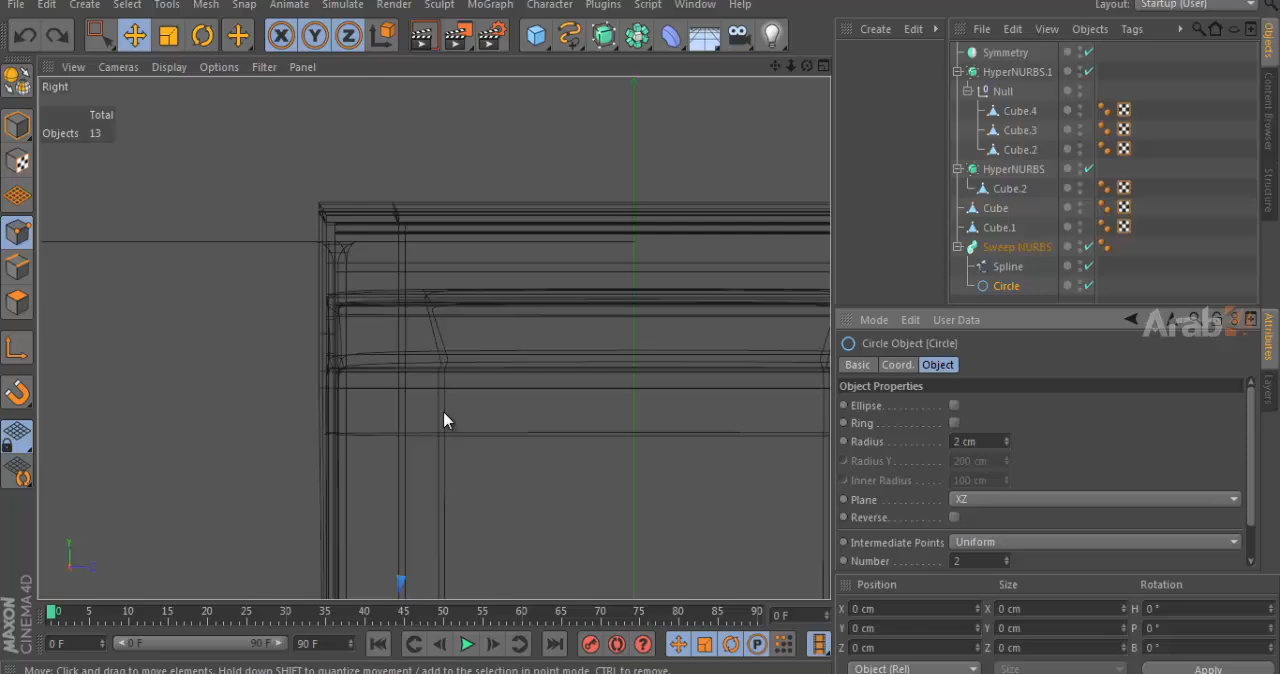 File Edit Create Select Tools Mesh Snap Animate Simulate Render Sculpt MoGraph Character Plugins Script Window Help
Layout: Startup (User)
View Cameras Display Options Filter Panel
Right
Total
Objects 13
Create Edit
File Edit View Objects Tags
Symmetry
HyperNURBS.1
Null
Cube.4
Cube.3
Cube.2
HyperNURBS
Cube.2
Cube
Cube.1
Sweep NURBS
Spline
Circle
Objects
Content Browser
Structure
Mode Edit User Data
Arab
Circle Object [Circle]
Basic Coord. Object
Object Properties
Ellipse
Ring
Radius 2 cm
Radius Y 200 cm
Inner Radius 100 cm
Plane XZ
Reverse
Intermediate Points Uniform
Number 2
Attributes
Layers
Y
Z
0 5 10 15 20 25 30 35 40 45 50 55 60 65 70 75 80 85 90
0 F
0 F 0 F 90 F 90 F
Position Size Rotation
X 0 cm X 0 cm H 0 °
Y 0 cm Y 0 cm P 0 °
Z 0 cm Z 0 cm B 0 °
Object (Rel) Size Apply
MAXON
CINEMA 4D
Move: Click and drag to move elements. Hold down SHIFT to quantize movement / add to the selection in point mode, CTRL to remove.